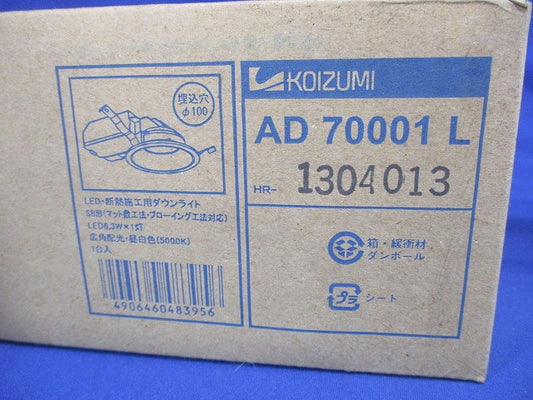 埋込穴
φ100
LED・断熱施工用ダウンライト
SB形(マット敷工法・ブローイング工法対応)
LED6.3W×1灯
広角配光・昼白色(5000K)
1台入
4906460483956
KOIZUMI
AD 70001 L
HR- 1304013
箱・緩衝材
ダンボール
プラ
シート